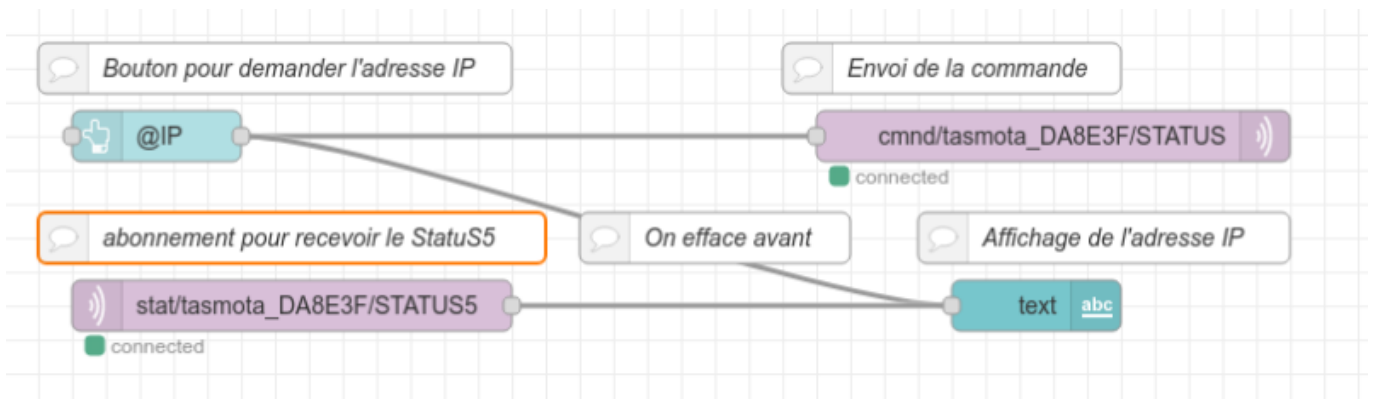 Bouton pour demander l'adresse IP
Envoi de la commande
@IP
cmnd/tasmota_DA8E3F/STATUS
connected
abonnement pour recevoir le StatuS5
On efface avant
Affichage de l'adresse IP
stat/tasmota_DA8E3F/STATUS5
text
abc
connected